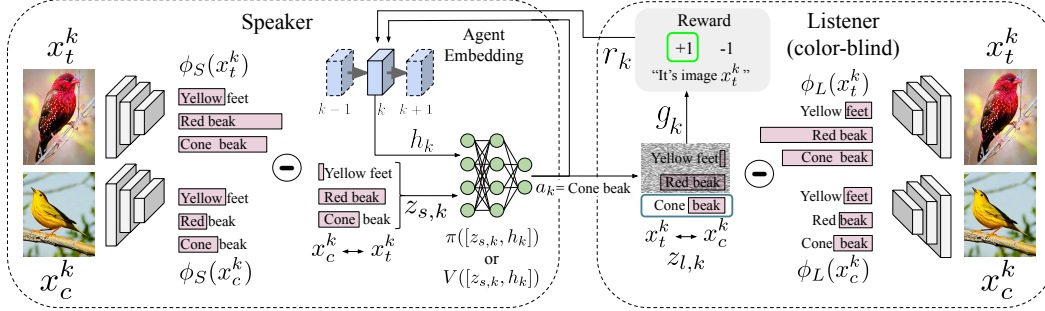 Speaker
x_t^k
ϕ_S(x_t^k)
Yellow feet
Red beak
Cone beak
x_c^k
Yellow feet
Red beak
Cone beak
ϕ_S(x_c^k)
Agent
Embedding
k − 1
k
k + 1
h_k
Yellow feet
Red beak
Cone beak
x_c^k ↔ x_t^k
z_{s,k}
π([z_{s,k}, h_k])
or
V([z_{s,k}, h_k])
a_k = Cone beak
r_k
Reward
+1 -1
“It's image x_t^k”
g_k
Yellow feet
Red beak
Cone beak
x_t^k ↔ x_c^k
z_{l,k}
Listener
(color-blind)
x_t^k
ϕ_L(x_t^k)
Yellow feet
Red beak
Cone beak
Yellow feet
Red beak
Cone beak
ϕ_L(x_c^k)
x_c^k